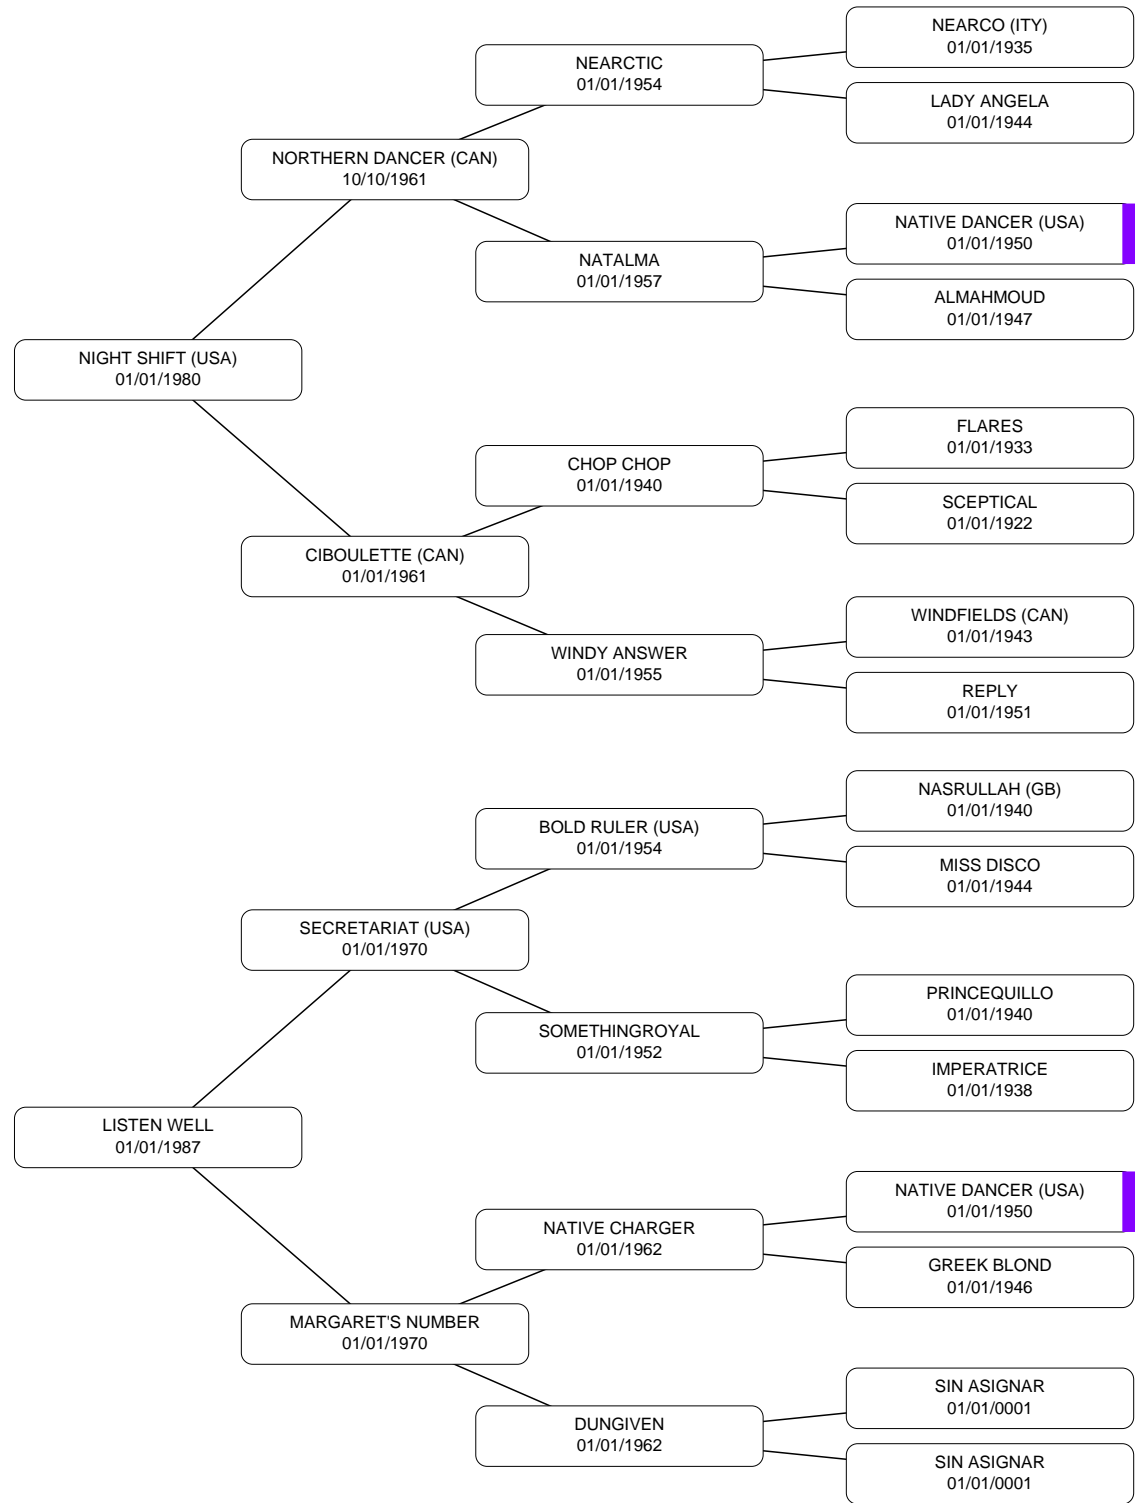 NEARCO (ITY)
01/01/1935
NEARCTIC
01/01/1954
LADY ANGELA
01/01/1944
NORTHERN DANCER (CAN)
10/10/1961
NATIVE DANCER (USA)
01/01/1950
NATALMA
01/01/1957
ALMAHMOUD
01/01/1947
NIGHT SHIFT (USA)
01/01/1980
FLARES
01/01/1933
CHOP CHOP
01/01/1940
SCEPTICAL
01/01/1922
CIBOULETTE (CAN)
01/01/1961
WINDFIELDS (CAN)
01/01/1943
WINDY ANSWER
01/01/1955
REPLY
01/01/1951
NASRULLAH (GB)
01/01/1940
BOLD RULER (USA)
01/01/1954
MISS DISCO
01/01/1944
SECRETARIAT (USA)
01/01/1970
PRINCEQUILLO
01/01/1940
SOMETHINGROYAL
01/01/1952
IMPERATRICE
01/01/1938
LISTEN WELL
01/01/1987
NATIVE DANCER (USA)
01/01/1950
NATIVE CHARGER
01/01/1962
GREEK BLOND
01/01/1946
MARGARET'S NUMBER
01/01/1970
SIN ASIGNAR
01/01/0001
DUNGIVEN
01/01/1962
SIN ASIGNAR
01/01/0001